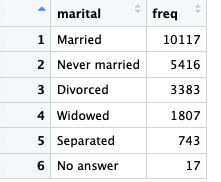 marital freq
1 Married 10117
2 Never married 5416
3 Divorced 3383
4 Widowed 1807
5 Separated 743
6 No answer 17